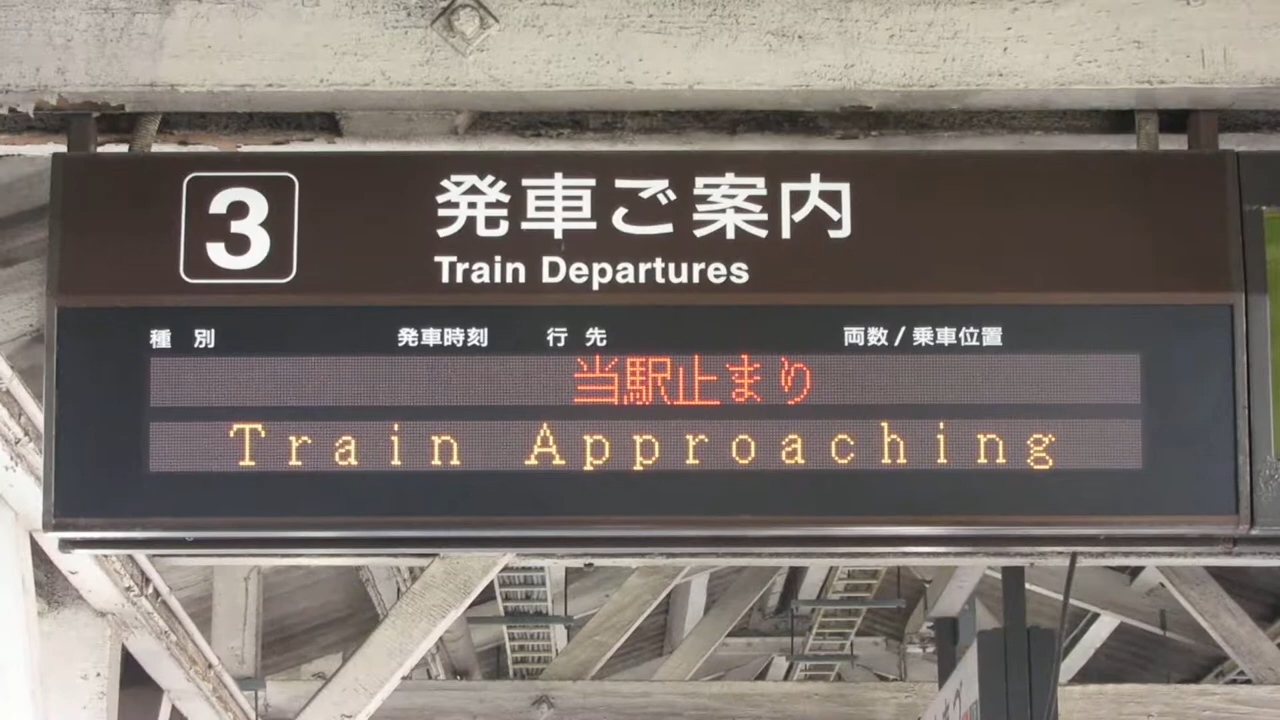 3
発車ご案内
Train Departures
種別 発車時刻 行先 両数/乗車位置
当駅止まり
Train Approaching